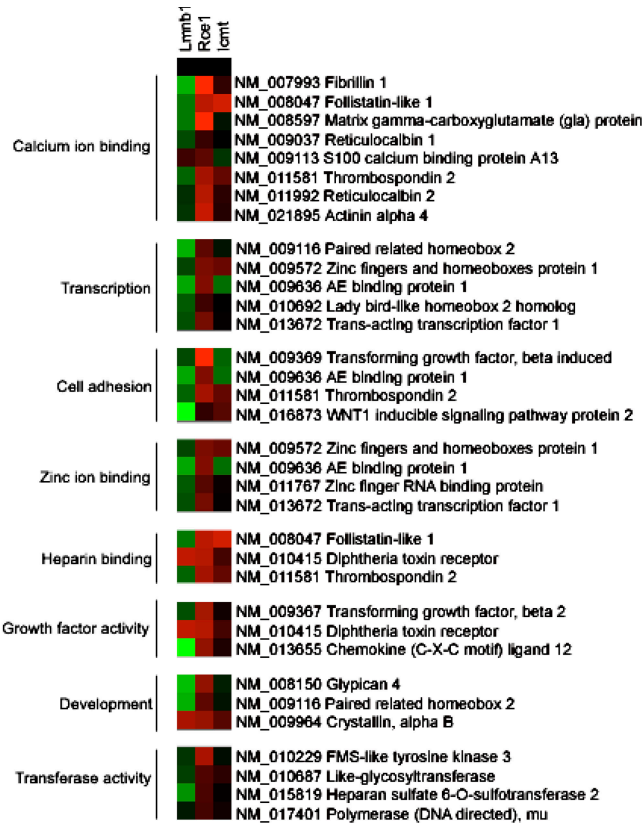 Lmnb1 Rce1 Icmt
Calcium ion binding
NM_007993 Fibrillin 1
NM_008047 Follistatin-like 1
NM_008597 Matrix gamma-carboxyglutamate (gla) protein
NM_009037 Reticulocalbin 1
NM_009113 S100 calcium binding protein A13
NM_011581 Thrombospondin 2
NM_011992 Reticulocalbin 2
NM_021895 Actinin alpha 4
Transcription
NM_009116 Paired related homeobox 2
NM_009572 Zinc fingers and homeoboxes protein 1
NM_009636 AE binding protein 1
NM_010692 Lady bird-like homeobox 2 homolog
NM_013672 Trans-acting transcription factor 1
Cell adhesion
NM_009369 Transforming growth factor, beta induced
NM_009636 AE binding protein 1
NM_011581 Thrombospondin 2
NM_016873 WNT1 inducible signaling pathway protein 2
Zinc ion binding
NM_009572 Zinc fingers and homeoboxes protein 1
NM_009636 AE binding protein 1
NM_011767 Zinc finger RNA binding protein
NM_013672 Trans-acting transcription factor 1
Heparin binding
NM_008047 Follistatin-like 1
NM_010415 Diphtheria toxin receptor
NM_011581 Thrombospondin 2
Growth factor activity
NM_009367 Transforming growth factor, beta 2
NM_010415 Diphtheria toxin receptor
NM_013655 Chemokine (C-X-C motif) ligand 12
Development
NM_008150 Glypican 4
NM_009116 Paired related homeobox 2
NM_009964 Crystallin, alpha B
Transferase activity
NM_010229 FMS-like tyrosine kinase 3
NM_010687 Like-glycosyltransferase
NM_015819 Heparan sulfate 6-O-sulfotransferase 2
NM_017401 Polymerase (DNA directed), mu